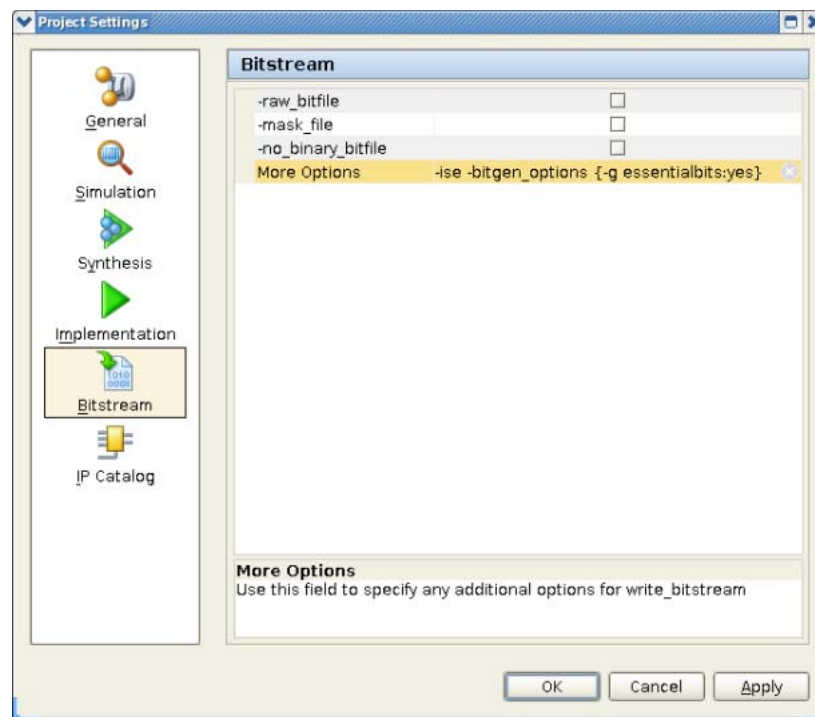 Project Settings
General
Simulation
Synthesis
Implementation
Bitstream
IP Catalog
Bitstream
-raw_bitfile
-mask_file
-no_binary_bitfile
More Options -ise -bitgen_options {-g essentialbits:yes}
More Options
Use this field to specify any additional options for write_bitstream
OK Cancel Apply